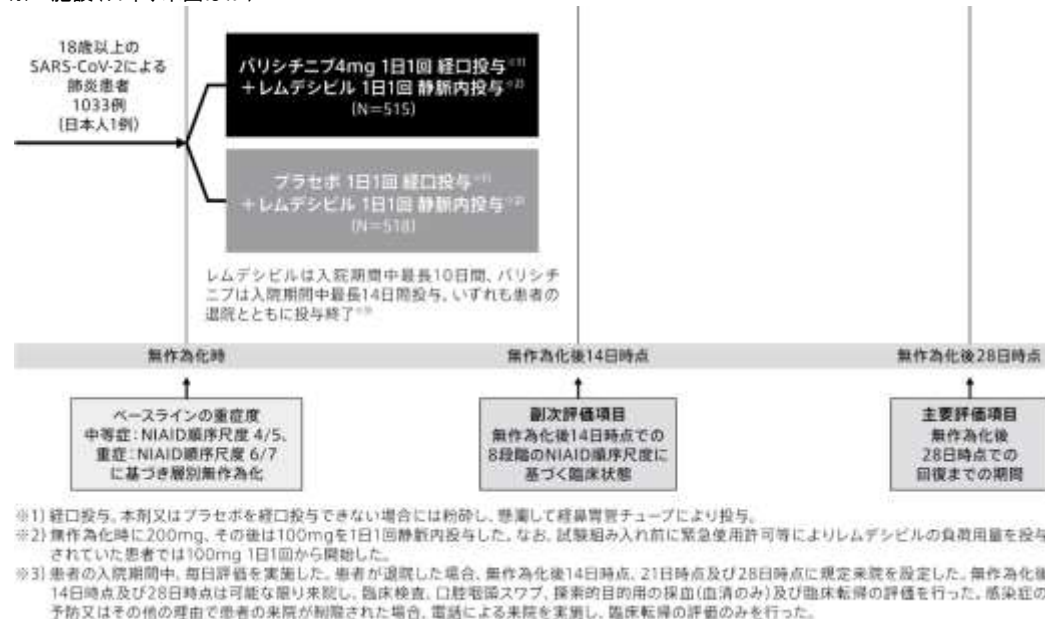 18歳以上の
SARS-CoV-2による
肺炎患者
1033例
(日本人1例)
バリシチニブ4mg 1日1回 経口投与※1)
＋レムデシビル 1日1回 静脈内投与※2)
(N=515)
プラセボ 1日1回 経口投与※1)
＋レムデシビル 1日1回 静脈内投与※2)
(N=518)
レムデシビルは入院期間中最長10日間、バリシチ
ニブは入院期間中最長14日間投与、いずれも患者の
退院とともに投与終了※3)
無作為化時
無作為化後14日時点
無作為化後28日時点
ベースラインの重症度
中等症：NIAID順序尺度 4/5、
重症：NIAID順序尺度 6/7
に基づき層別無作為化
副次評価項目
無作為化後14日時点での
8段階のNIAID順序尺度に
基づく臨床状態
主要評価項目
無作為化後
28日時点での
回復までの期間
※1) 経口投与。本剤又はプラセボを経口投与できない場合には粉砕し、懸濁して経鼻胃管チューブにより投与。
※2) 無作為化時に200mg、その後は100mgを1日1回静脈内投与した。なお、試験組み入れ前に緊急使用許可等によりレムデシビルの負荷用量を投与
されていた患者では100mg 1日1回から開始した。
※3) 患者の入院期間中、毎日評価を実施した。患者が退院した場合、無作為化後14日時点、21日時点及び28日時点に規定来院を設定した。無作為化後
14日時点及び28日時点は可能な限り来院し、臨床検査、口腔咽頭スワブ、探索的目的用の採血(血清のみ)及び臨床転帰の評価を行った。感染症の
予防又はその他の理由で患者の来院が制限された場合、電話による来院を実施し、臨床転帰の評価のみを行った。